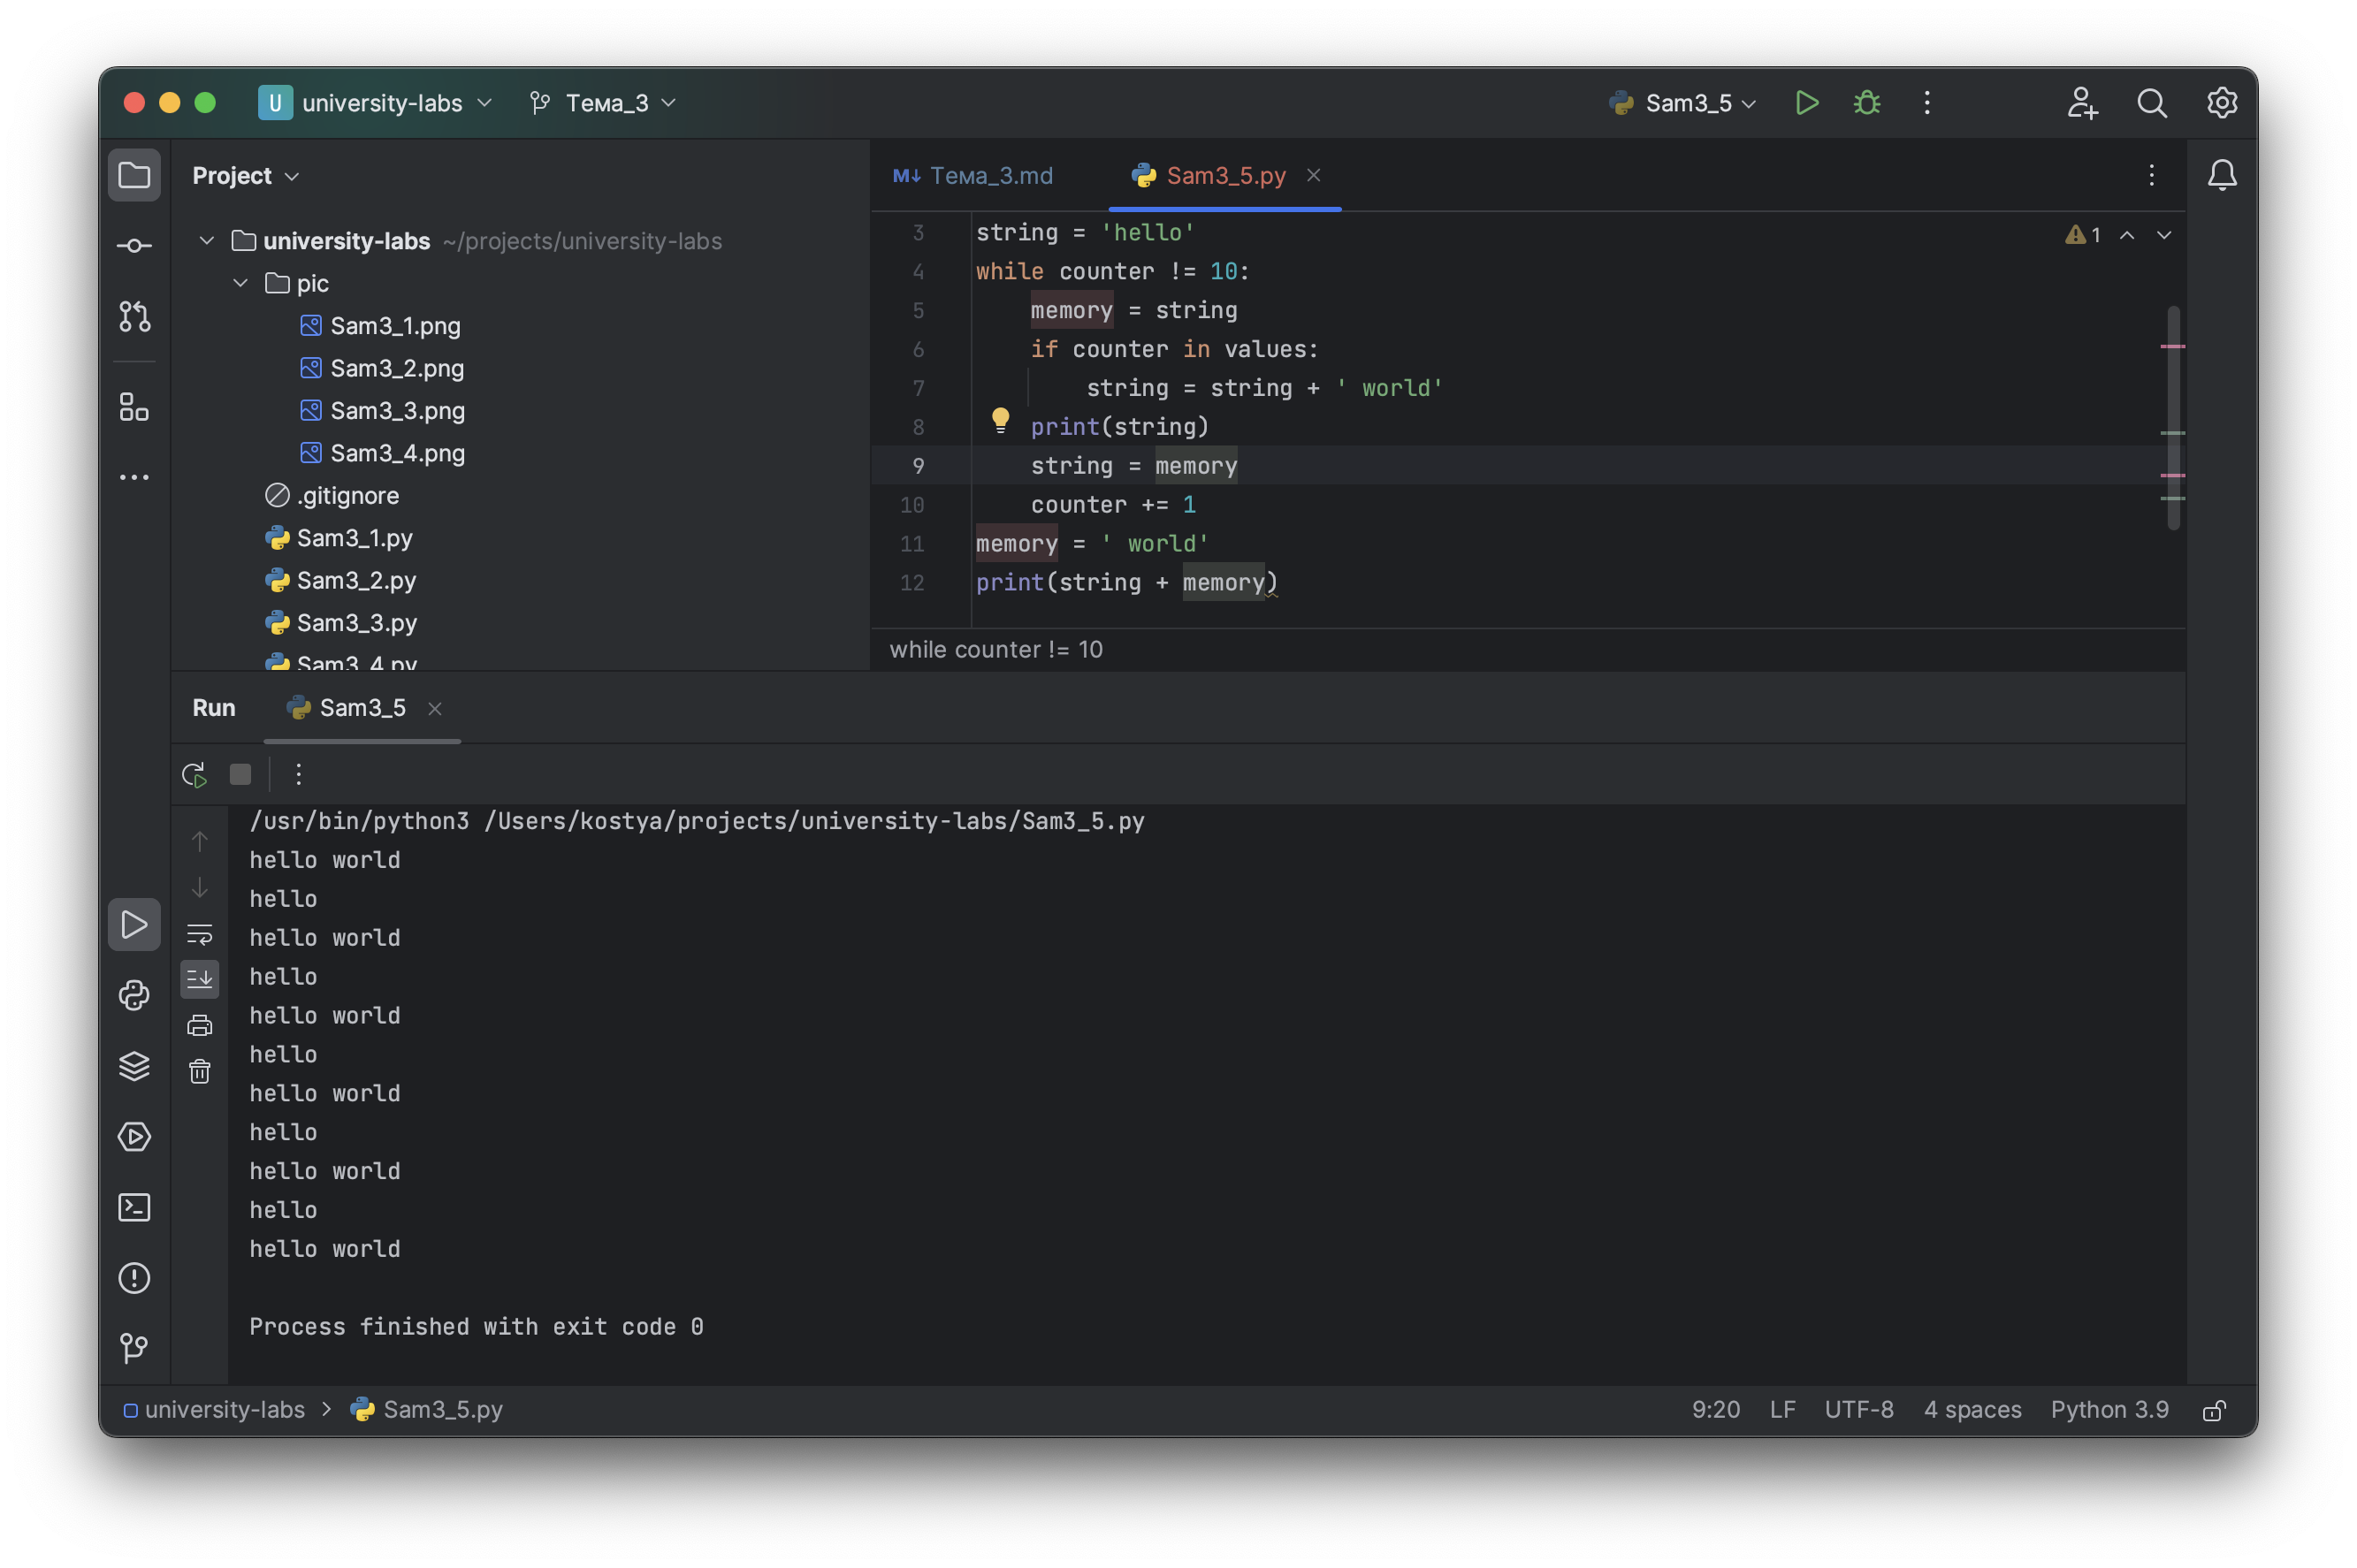 U university-labs Тема_3 Sam3_5
Project
university-labs ~/projects/university-labs
pic
Sam3_1.png
Sam3_2.png
Sam3_3.png
Sam3_4.png
.gitignore
Sam3_1.py
Sam3_2.py
Sam3_3.py
Sam3_4.py
M↓ Тема_3.md Sam3_5.py
1
3 string = 'hello'
4 while counter != 10:
5 memory = string
6 if counter in values:
7 string = string + ' world'
8 print(string)
9 string = memory
10 counter += 1
11 memory = ' world'
12 print(string + memory)
while counter != 10
Run Sam3_5
/usr/bin/python3 /Users/kostya/projects/university-labs/Sam3_5.py
hello world
hello
hello world
hello
hello world
hello
hello world
hello
hello world
hello
hello world
Process finished with exit code 0
university-labs > Sam3_5.py 9:20 LF UTF-8 4 spaces Python 3.9